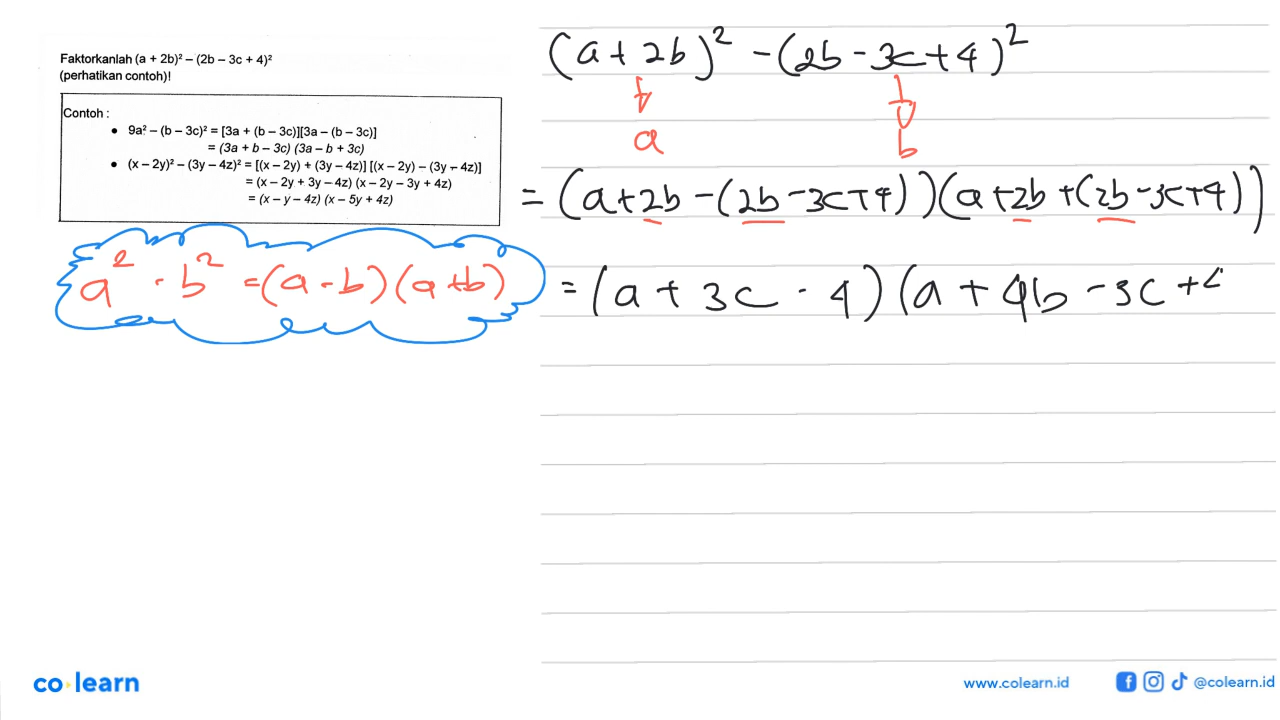 Faktorkanlah (a + 2b)² – (2b – 3c + 4)²
(perhatikan contoh)!
Contoh :
• 9a² – (b – 3c)² = [3a + (b – 3c)][3a – (b – 3c)]
= (3a + b – 3c) (3a – b + 3c)
• (x – 2y)² – (3y – 4z)² = [(x – 2y) + (3y – 4z)] [(x – 2y) – (3y – 4z)]
= (x – 2y + 3y – 4z) (x – 2y – 3y + 4z)
= (x – y – 4z) (x – 5y + 4z)
a² - b² = (a - b) (a + b)
(a + 2b)² - (2b - 3c + 4)²
a b
= (a + 2b - (2b - 3c + 4)) (a + 2b + (2b - 3c + 4))
= (a + 3c - 4) (a + 4b - 3c + 4
co learn
www.colearn.id
@colearn.id